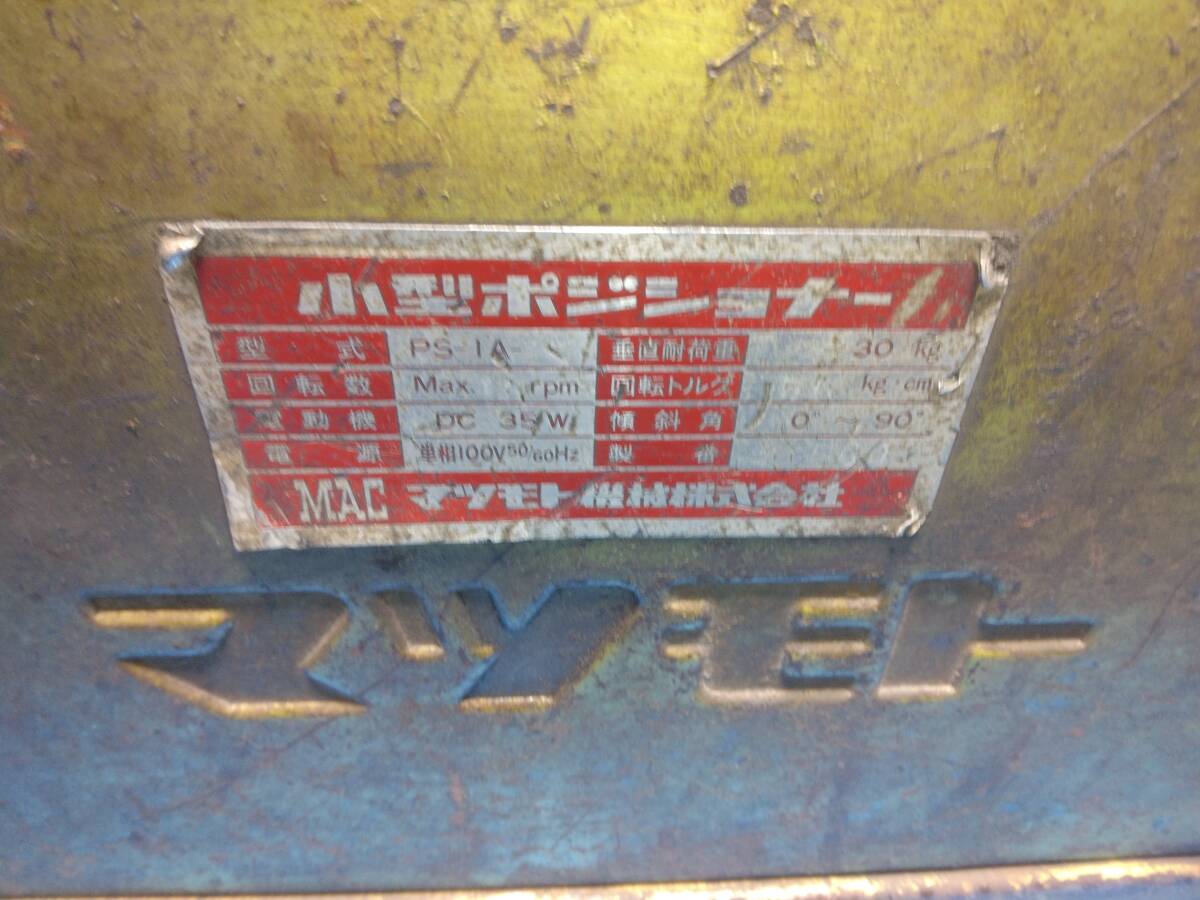 小型ポジショナー
型式 PS-1A- 垂直耐荷重 30 kg
回転数 Max. rpm 回転トルク kg・cm
電動機 DC 35 W 傾斜角 0°～90°
電源 単相100V50/60Hz 製番
MAC マツモト機械株式会社
マツモト